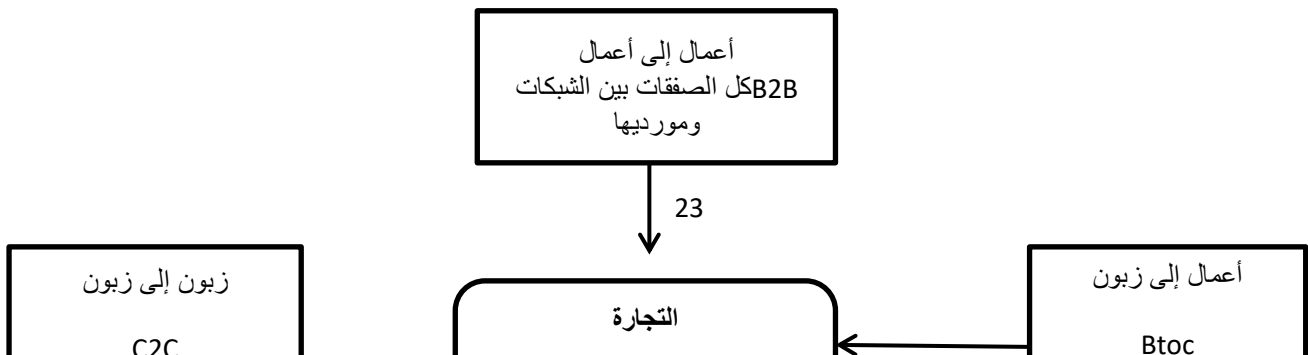 أعمال إلى أعمال
B2Bكل الصفقات بين الشبكات
ومورديها
23
أعمال إلى زبون
Btoc
التجارة
زبون إلى زبون
C2C